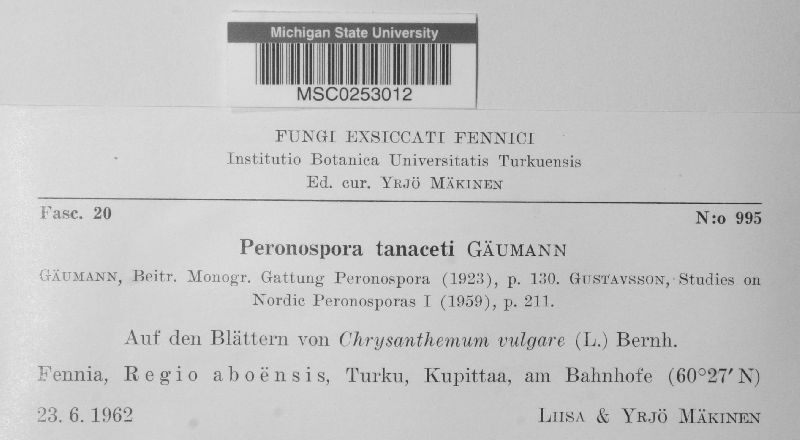 Michigan State University
MSC0253012
FUNGI EXSICCATI FENNICI
Institutio Botanica Universitatis Turkuensis
Ed. cur. YRJÖ MÄKINEN
Fasc. 20 N:o 995
Peronospora tanaceti GÄUMANN
GÄUMANN, Beitr. Monogr. Gattung Peronospora (1923), p. 130. GUSTAVSSON, Studies on
Nordic Peronosporas I (1959), p. 211.
Auf den Blättern von Chrysanthemum vulgare (L.) Bernh.
Fennia, Regio aboënsis, Turku, Kupittaa, am Bahnhofe (60°27′ N)
23. 6. 1962 LIISA & YRJÖ MÄKINEN